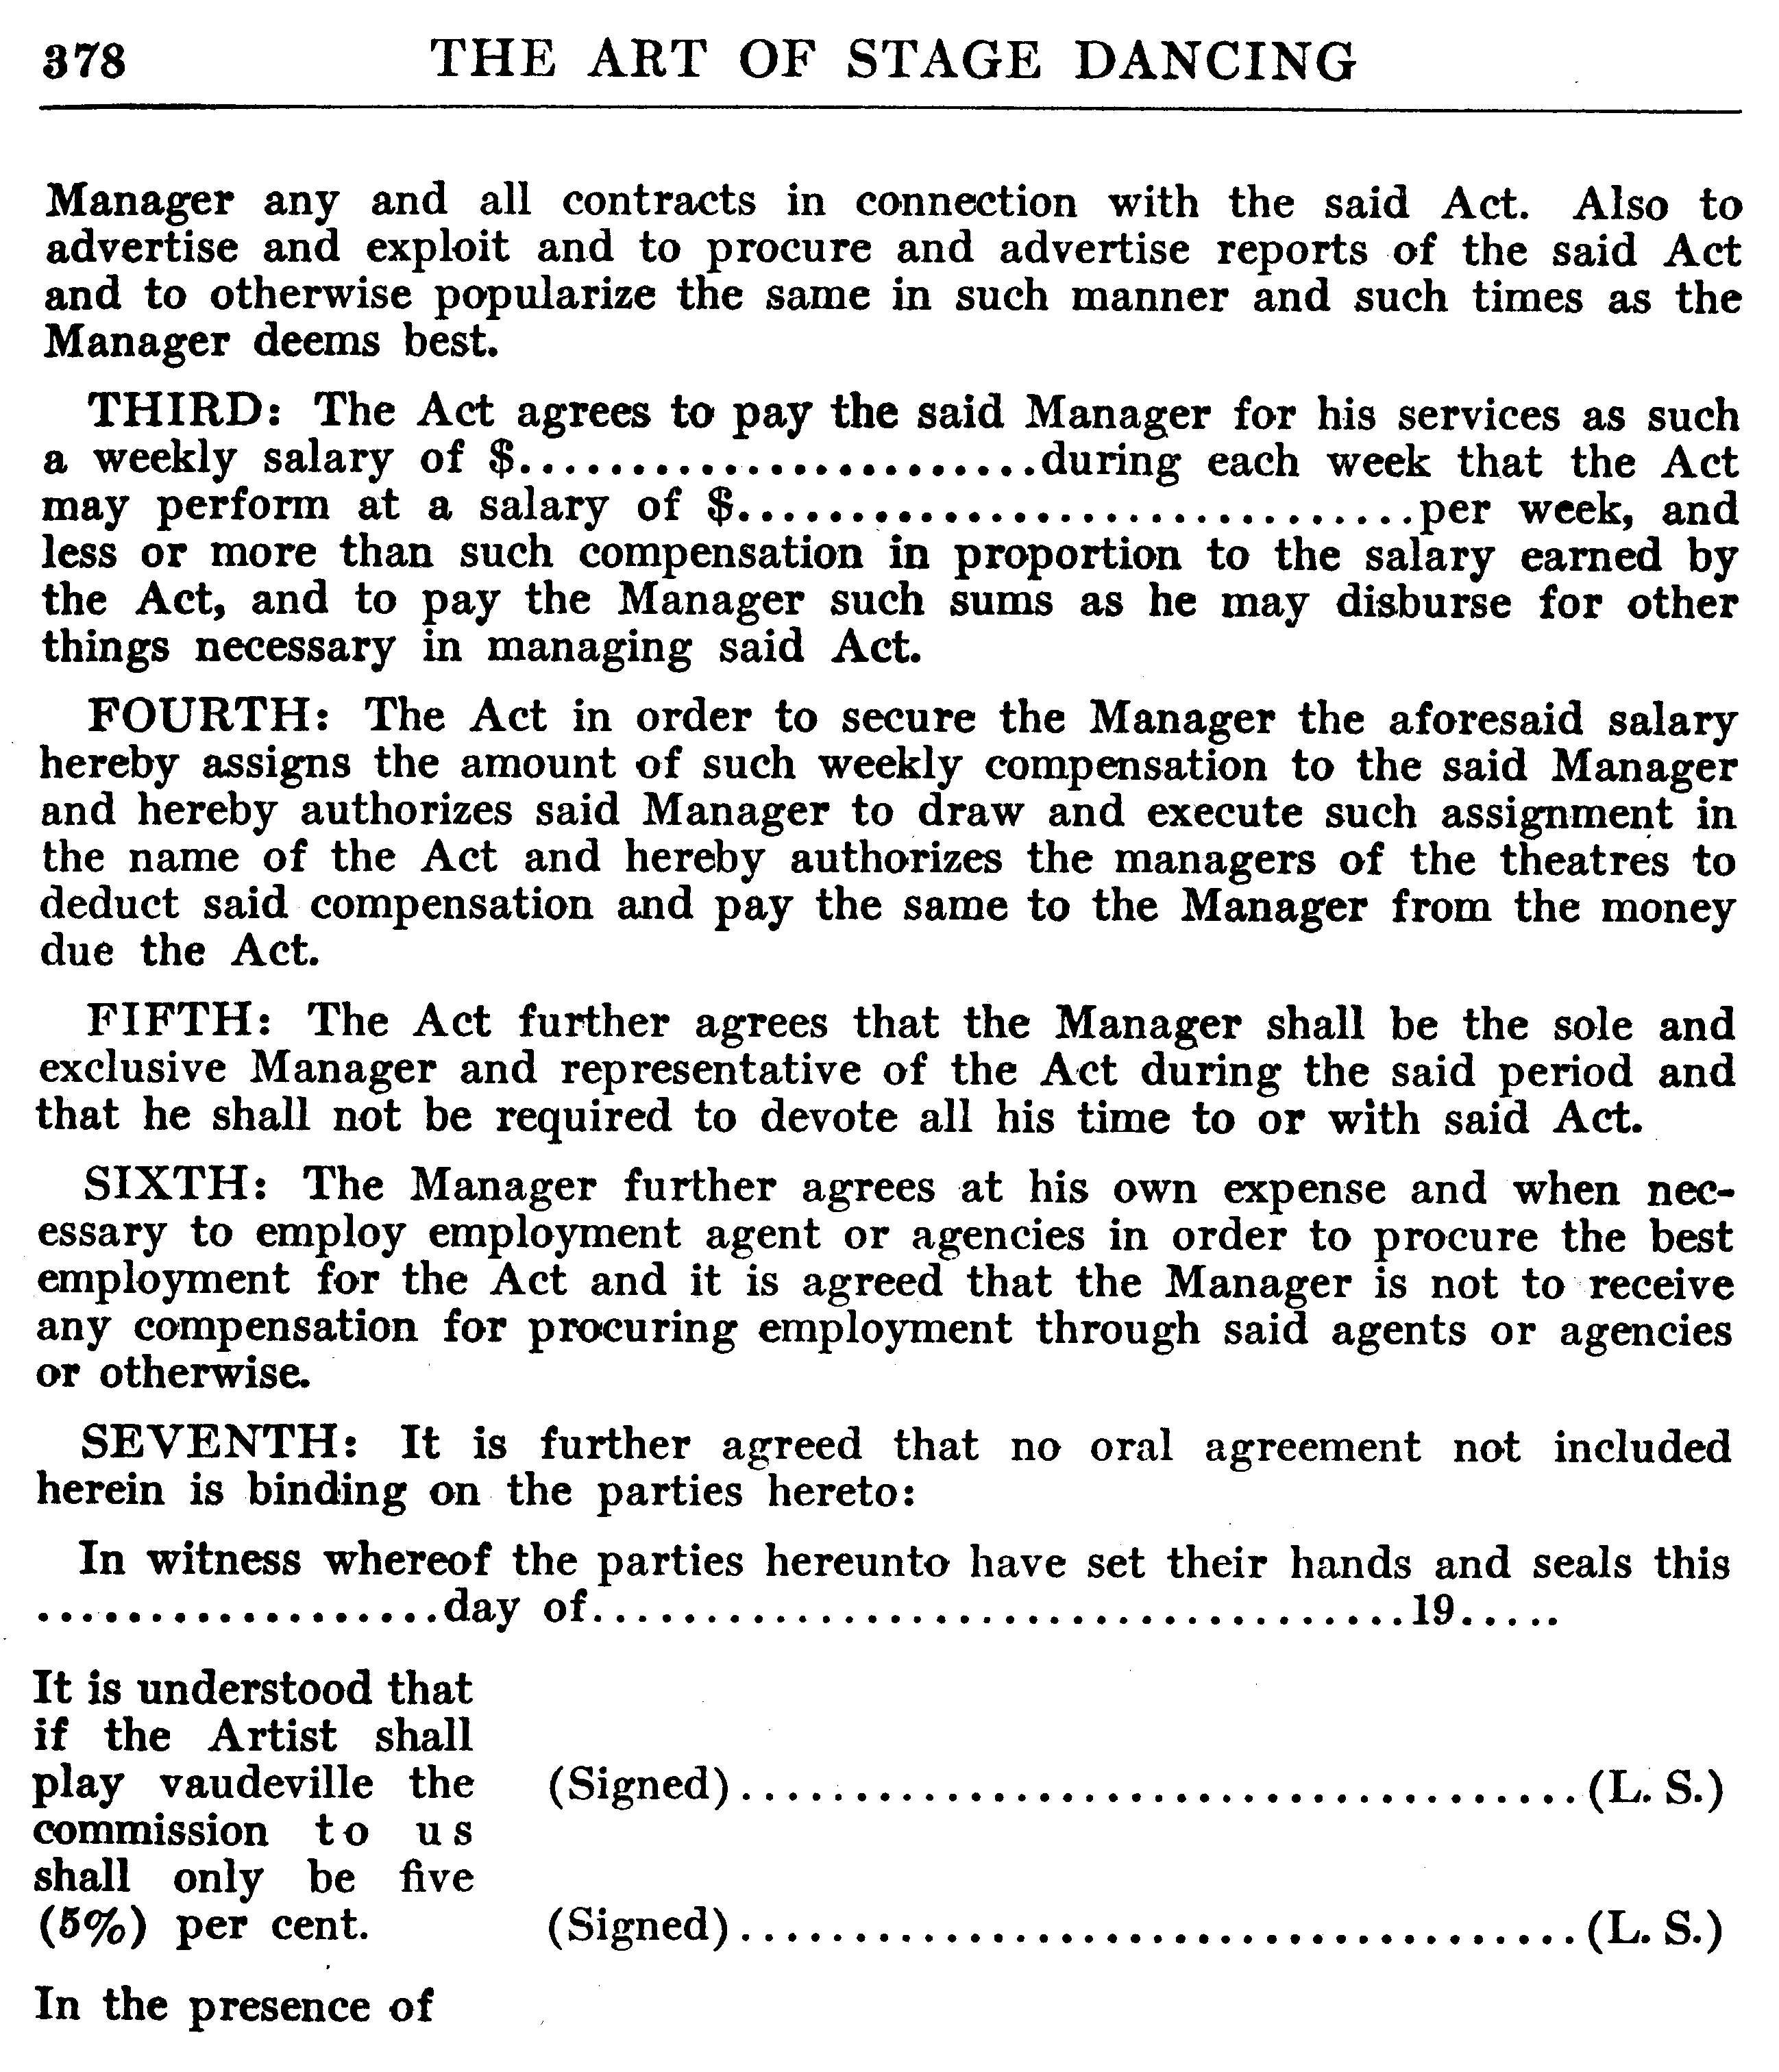 378 THE ART OF STAGE DANCING
Manager any and all contracts in connection with the said Act. Also to
advertise and exploit and to procure and advertise reports of the said Act
and to otherwise popularize the same in such manner and such times as the
Manager deems best.
THIRD: The Act agrees to pay the said Manager for his services as such
a weekly salary of $.......................during each week that the Act
may perform at a salary of $..............................per week, and
less or more than such compensation in proportion to the salary earned by
the Act, and to pay the Manager such sums as he may disburse for other
things necessary in managing said Act.
FOURTH: The Act in order to secure the Manager the aforesaid salary
hereby assigns the amount of such weekly compensation to the said Manager
and hereby authorizes said Manager to draw and execute such assignment in
the name of the Act and hereby authorizes the managers of the theatres to
deduct said compensation and pay the same to the Manager from the money
due the Act.
FIFTH: The Act further agrees that the Manager shall be the sole and
exclusive Manager and representative of the Act during the said period and
that he shall not be required to devote all his time to or with said Act.
SIXTH: The Manager further agrees at his own expense and when nec-
essary to employ employment agent or agencies in order to procure the best
employment for the Act and it is agreed that the Manager is not to receive
any compensation for procuring employment through said agents or agencies
or otherwise.
SEVENTH: It is further agreed that no oral agreement not included
herein is binding on the parties hereto:
In witness whereof the parties hereunto have set their hands and seals this
..................day of....................................19.....
It is understood that
if the Artist shall
play vaudeville the
commission to us
shall only be five
(5%) per cent.
(Signed).....................................(L. S.)
(Signed).....................................(L. S.)
In the presence of